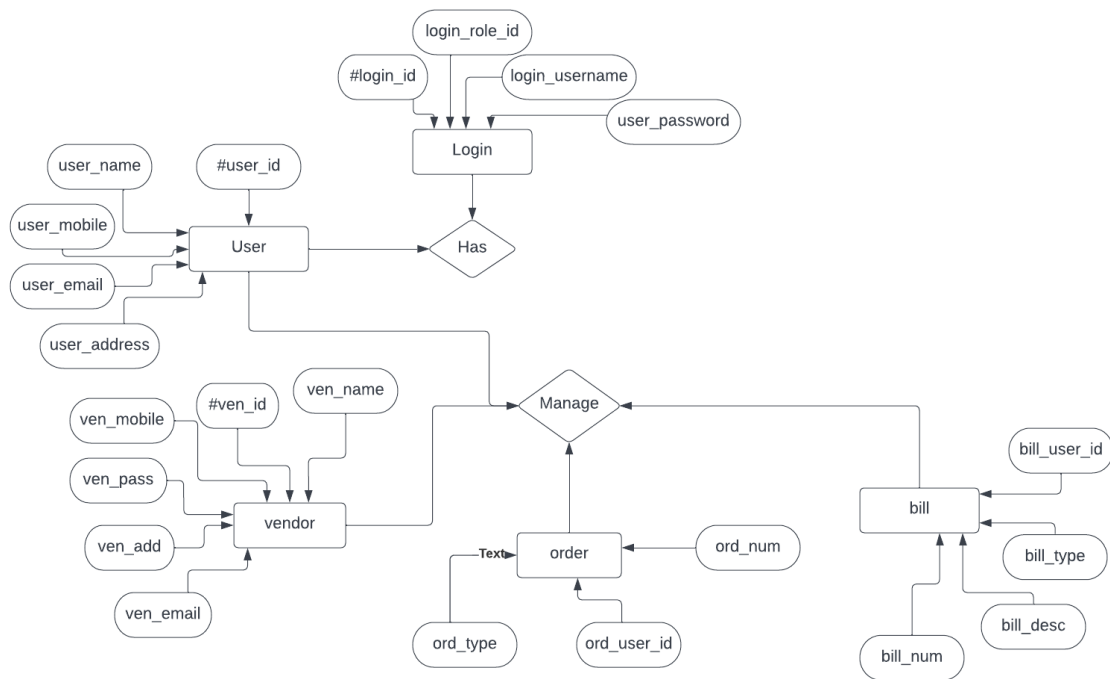 login_role_id
#login_id
login_username
user_password
Login
user_name
#user_id
user_mobile
User
Has
user_email
user_address
ven_name
#ven_id
ven_mobile
Manage
bill_user_id
ven_pass
bill
vendor
ven_add
Text
order
ord_num
bill_type
ven_email
bill_desc
ord_type
ord_user_id
bill_num